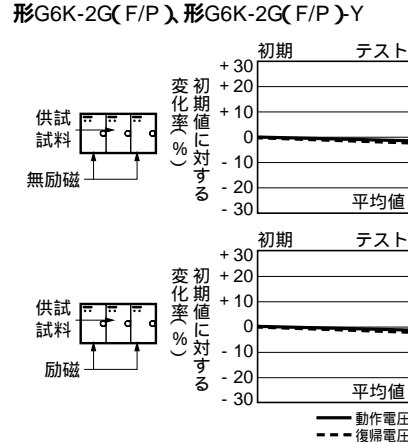 形G6K-2G(F/P)、形G6K-2G(F/P)-Y
初期 テスト
+ 30
+ 20
+ 10
0
- 10
- 20
- 30
初期値に対する
変化率(%)
供試
試料
無励磁
平均値
初期 テスト
+ 30
+ 20
+ 10
0
- 10
- 20
- 30
初期値に対する
変化率(%)
供試
試料
励磁
平均値
動作電圧
復帰電圧